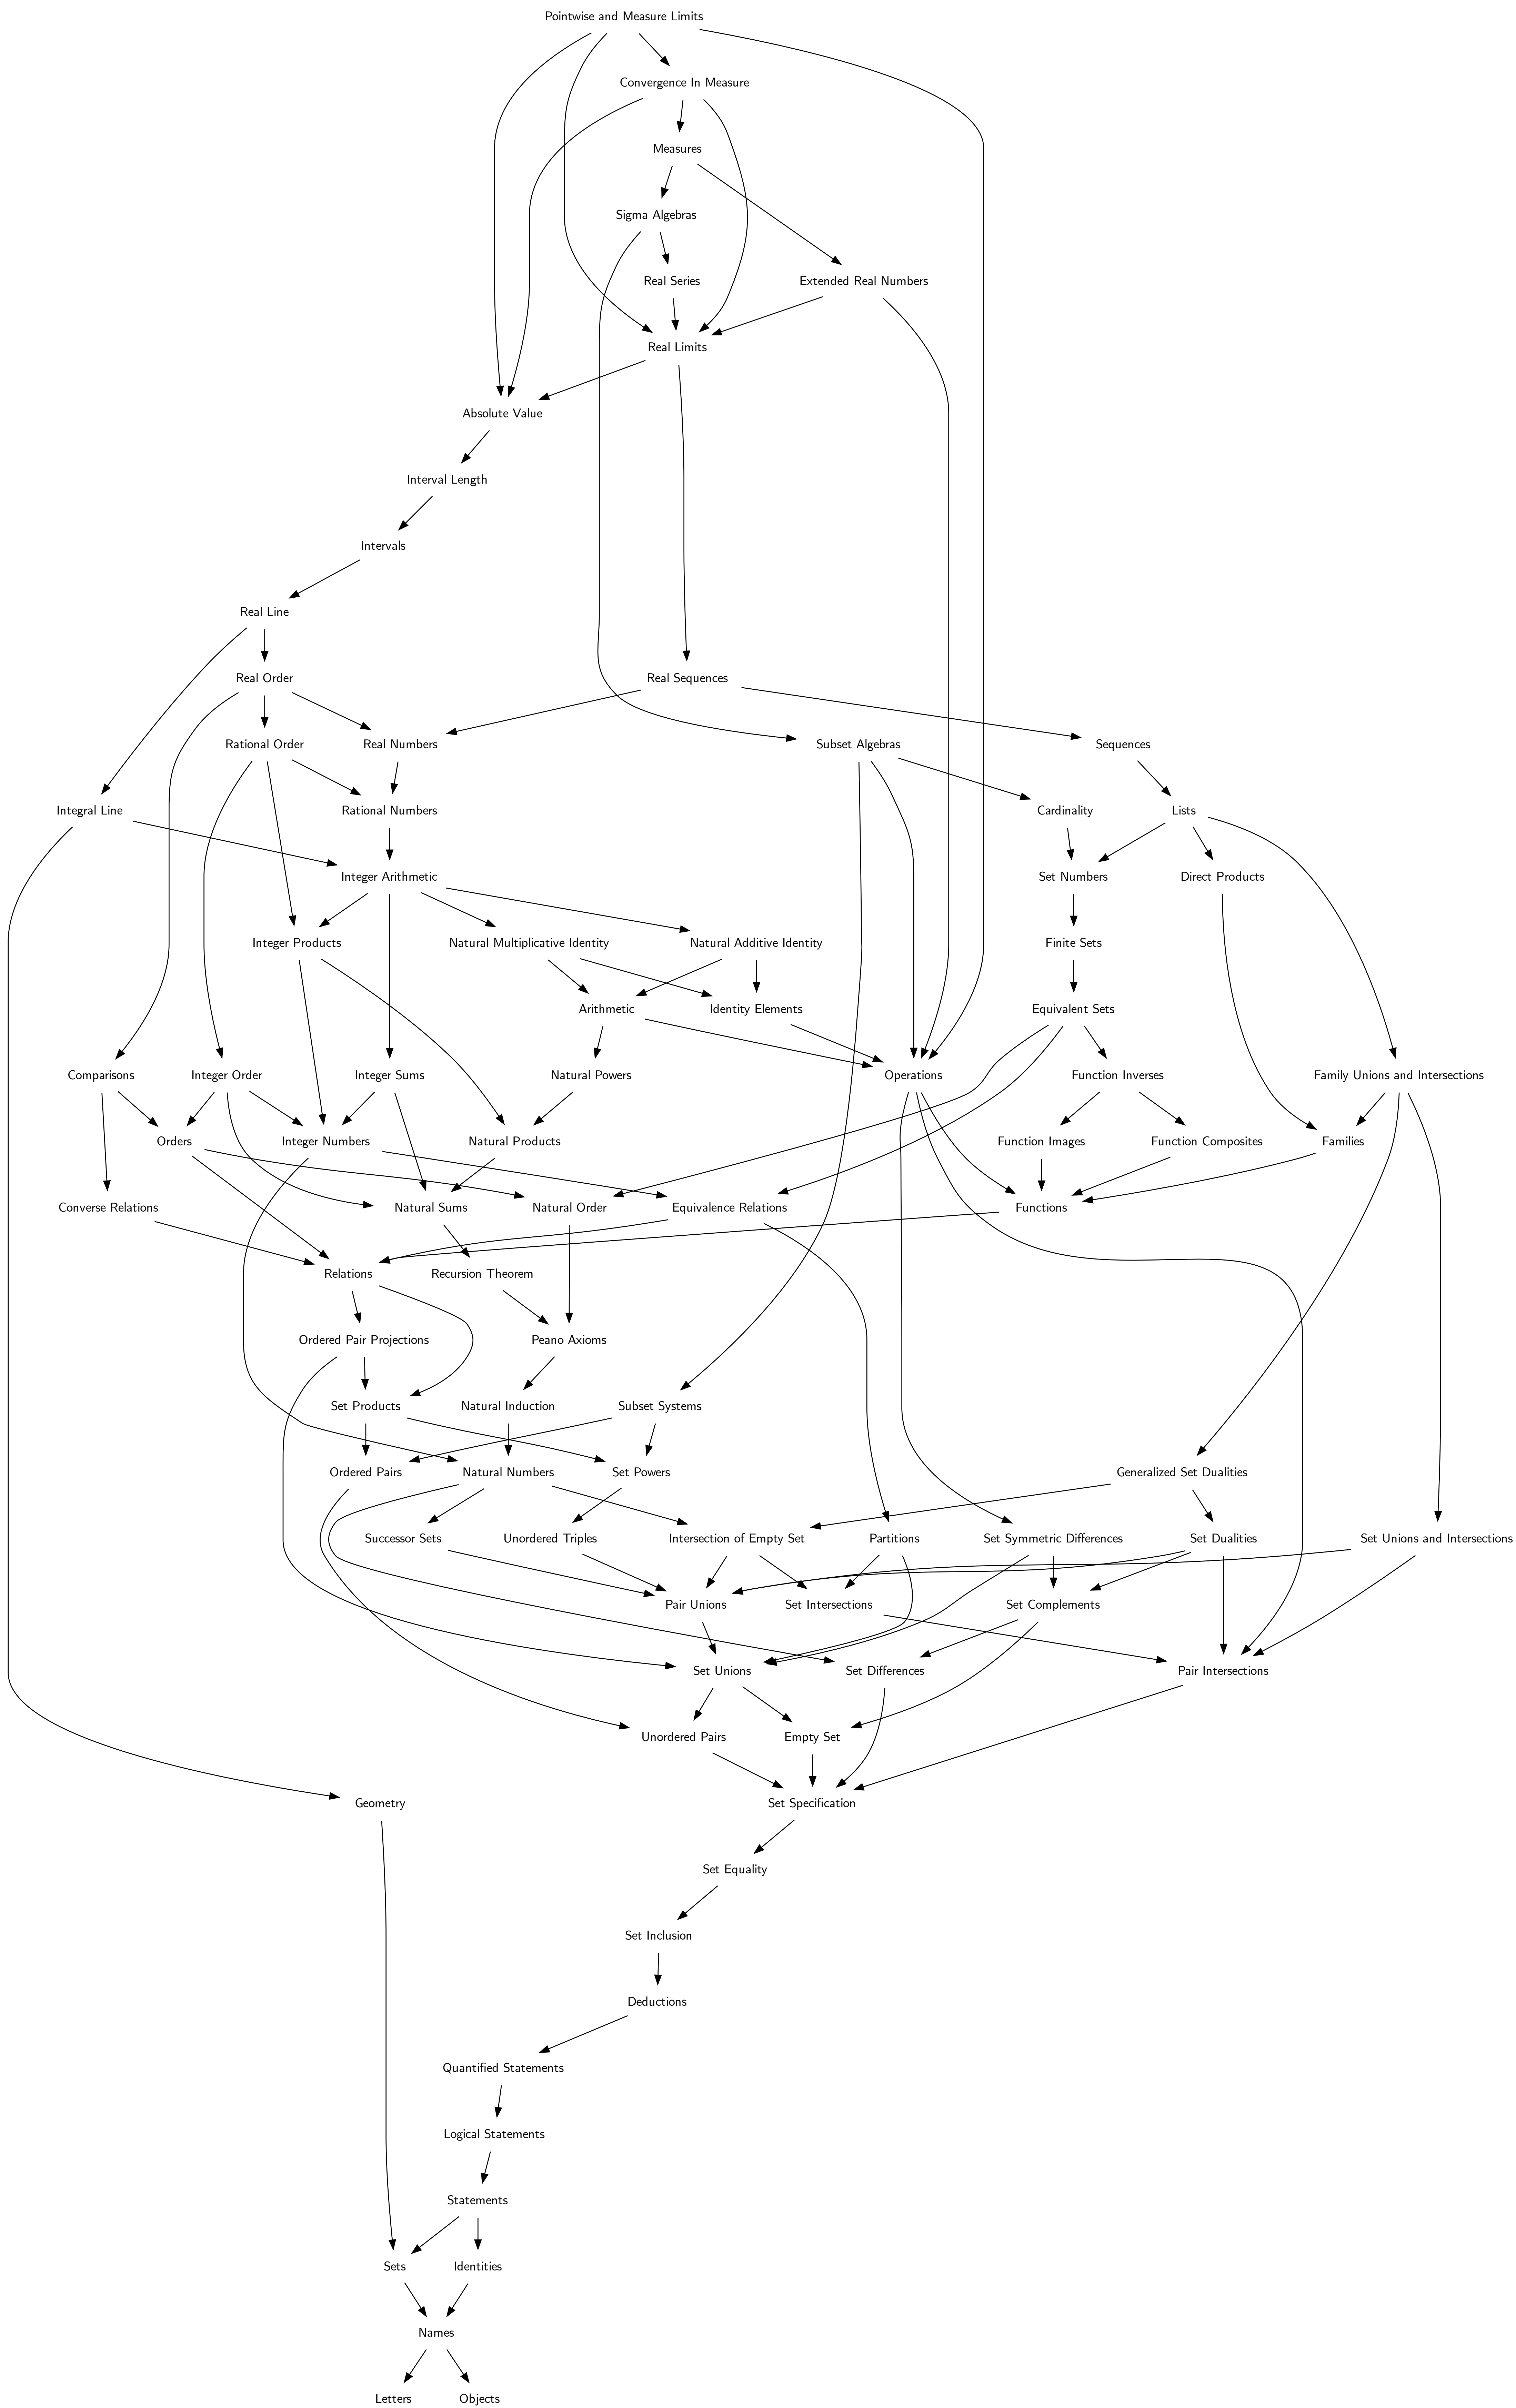 Pointwise and Measure Limits
Convergence In Measure
Measures
Sigma Algebras
Real Series
Extended Real Numbers
Real Limits
Absolute Value
Interval Length
Intervals
Real Line
Real Order
Real Sequences
Rational Order
Real Numbers
Subset Algebras
Sequences
Integral Line
Rational Numbers
Cardinality
Lists
Integer Arithmetic
Set Numbers
Direct Products
Integer Products
Natural Multiplicative Identity
Natural Additive Identity
Finite Sets
Arithmetic
Identity Elements
Equivalent Sets
Comparisons
Integer Order
Integer Sums
Natural Powers
Operations
Function Inverses
Family Unions and Intersections
Orders
Integer Numbers
Natural Products
Function Images
Function Composites
Families
Converse Relations
Natural Sums
Natural Order
Equivalence Relations
Functions
Relations
Recursion Theorem
Ordered Pair Projections
Peano Axioms
Set Products
Natural Induction
Subset Systems
Ordered Pairs
Natural Numbers
Set Powers
Generalized Set Dualities
Successor Sets
Unordered Triples
Intersection of Empty Set
Partitions
Set Symmetric Differences
Set Dualities
Set Unions and Intersections
Pair Unions
Set Intersections
Set Complements
Set Unions
Set Differences
Pair Intersections
Unordered Pairs
Empty Set
Geometry
Set Specification
Set Equality
Set Inclusion
Deductions
Quantified Statements
Logical Statements
Statements
Sets
Identities
Names
Letters
Objects